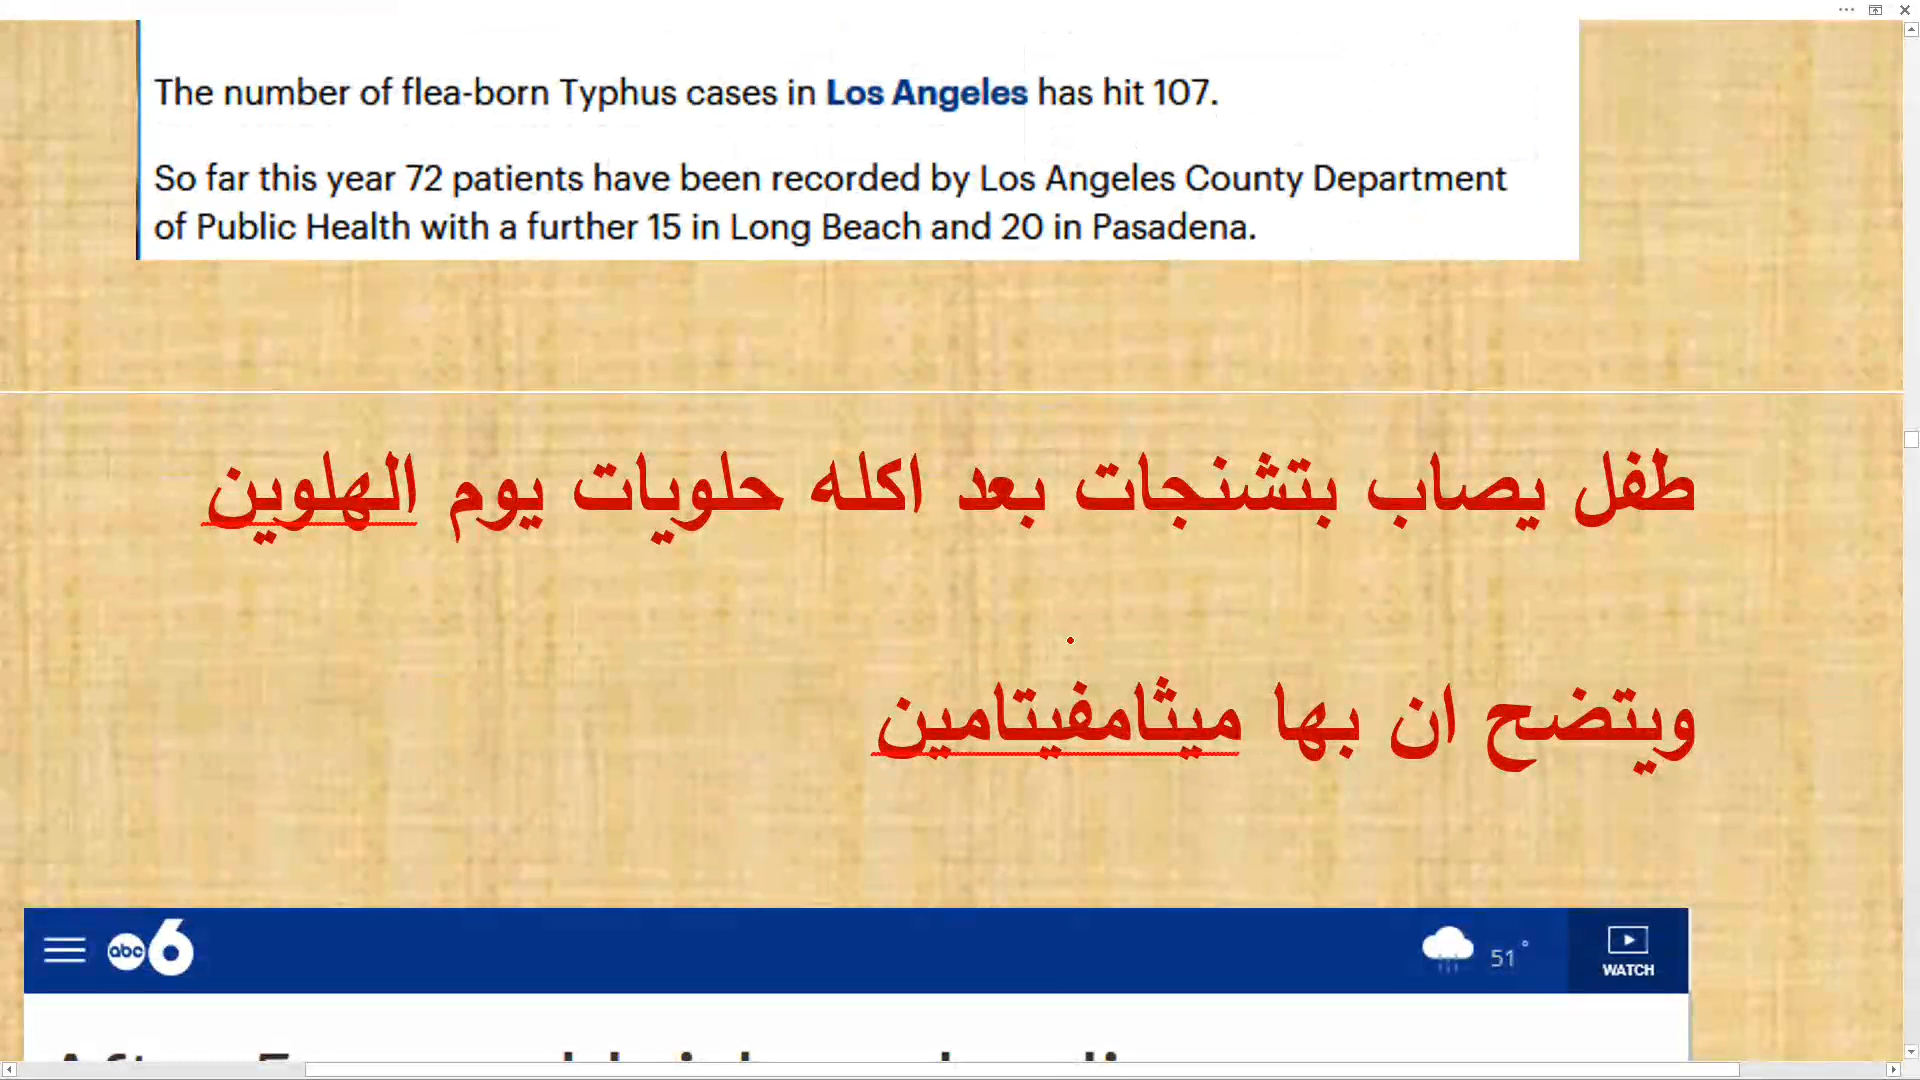 The number of flea-born Typhus cases in Los Angeles has hit 107.
So far this year 72 patients have been recorded by Los Angeles County Department
of Public Health with a further 15 in Long Beach and 20 in Pasadena.
طفل يصاب بتشنجات بعد اكله حلويات يوم الهلوين
ويتضح ان بها ميثامفيتامين
abc 6
51°
WATCH